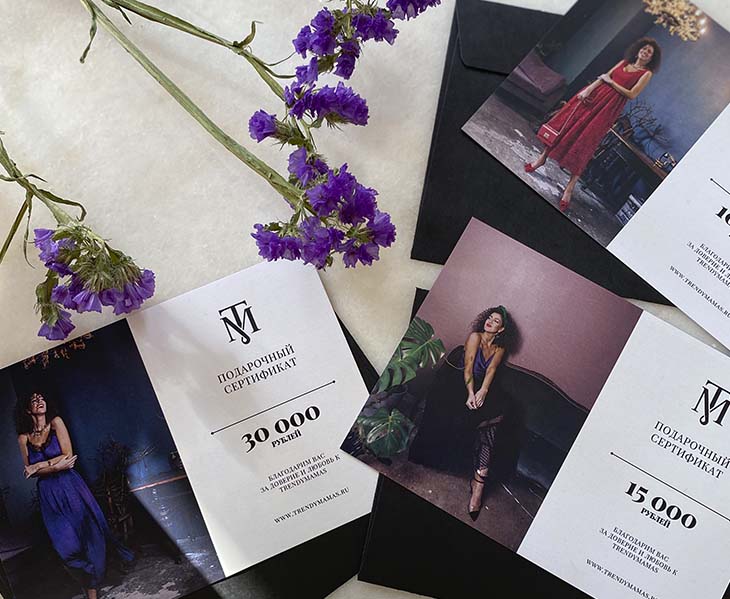 TM
ПОДАРОЧНЫЙ
СЕРТИФИКАТ
30 000
РУБЛЕЙ
БЛАГОДАРИМ ВАС
ЗА ДОВЕРИЕ И ЛЮБОВЬ К
TRENDYMAMAS
WWW.TRENDYMAMAS.RU
TM
ПОДАРОЧНЫЙ
СЕРТИФИКАТ
15 000
РУБЛЕЙ
БЛАГОДАРИМ ВАС
ЗА ДОВЕРИЕ И ЛЮБОВЬ К
TRENDYMAMAS
WWW.TRENDYMAMAS.RU
БЛАГОДАРИМ ВАС
ЗА ДОВЕРИЕ И ЛЮБОВЬ
TRENDYMAMAS
WWW.TRENDYMAMAS.RU